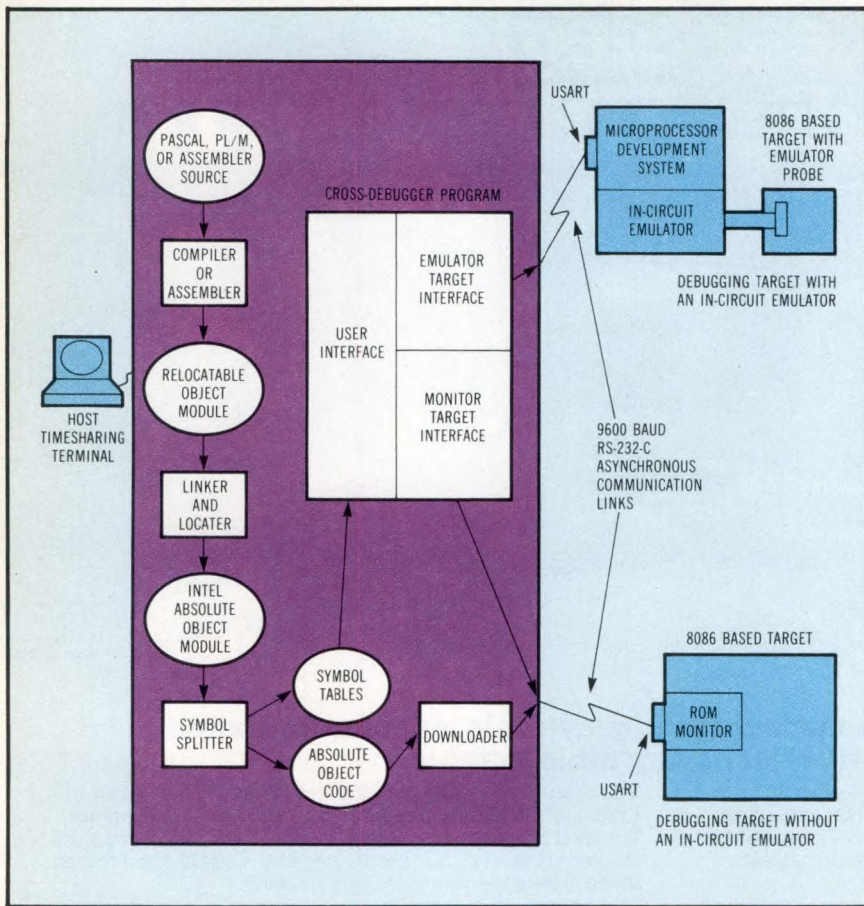 PASCAL, PL/M,
OR ASSEMBLER
SOURCE
COMPILER
OR
ASSEMBLER
RELOCATABLE
OBJECT
MODULE
LINKER
AND
LOCATER
INTEL
ABSOLUTE
OBJECT
MODULE
SYMBOL
SPLITTER
SYMBOL
TABLES
ABSOLUTE
OBJECT
CODE
DOWNLOADER
HOST
TIMESHARING
TERMINAL
CROSS-DEBUGGER PROGRAM
USER
INTERFACE
EMULATOR
TARGET
INTERFACE
MONITOR
TARGET
INTERFACE
USART
MICROPROCESSOR
DEVELOPMENT
SYSTEM
IN-CIRCUIT
EMULATOR
8086 BASED
TARGET WITH
EMULATOR
PROBE
DEBUGGING TARGET WITH
AN IN-CIRCUIT EMULATOR
9600 BAUD
RS-232-C
ASYNCHRONOUS
COMMUNICATION
LINKS
8086 BASED TARGET
ROM
MONITOR
USART
DEBUGGING TARGET WITHOUT
AN IN-CIRCUIT EMULATOR